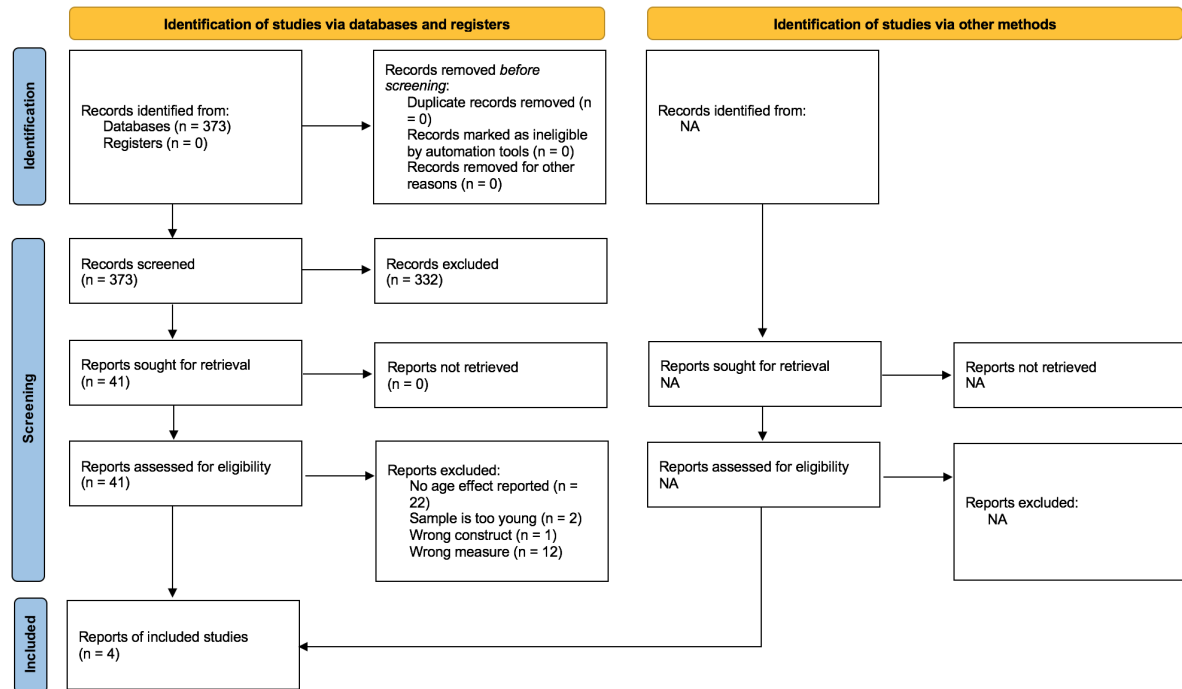 Identification of studies via databases and registers
Identification of studies via other methods
Identification
Records identified from:
Databases (n = 373)
Registers (n = 0)
Records removed before
screening:
Duplicate records removed (n
= 0)
Records marked as ineligible
by automation tools (n = 0)
Records removed for other
reasons (n = 0)
Records identified from:
NA
Screening
Records screened
(n = 373)
Records excluded
(n = 332)
Reports sought for retrieval
(n = 41)
Reports not retrieved
(n = 0)
Reports sought for retrieval
NA
Reports not retrieved
NA
Reports assessed for eligibility
(n = 41)
Reports excluded:
No age effect reported (n =
22)
Sample is too young (n = 2)
Wrong construct (n = 1)
Wrong measure (n = 12)
Reports assessed for eligibility
NA
Reports excluded:
NA
Included
Reports of included studies
(n = 4)